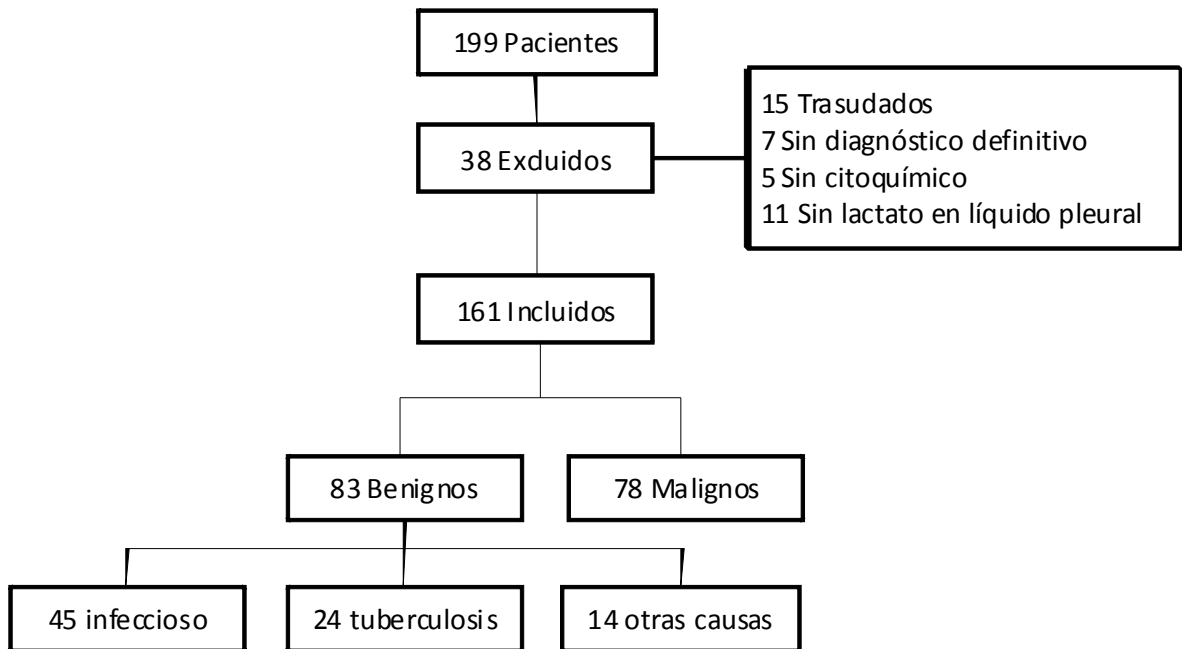 199 Pacientes
15 Trasudados
7 Sin diagnóstico definitivo
5 Sin citoquímico
11 Sin lactato en líquido pleural
38 Excluidos
161 Incluidos
83 Benignos
78 Malignos
45 infeccioso
24 tuberculosis
14 otras causas